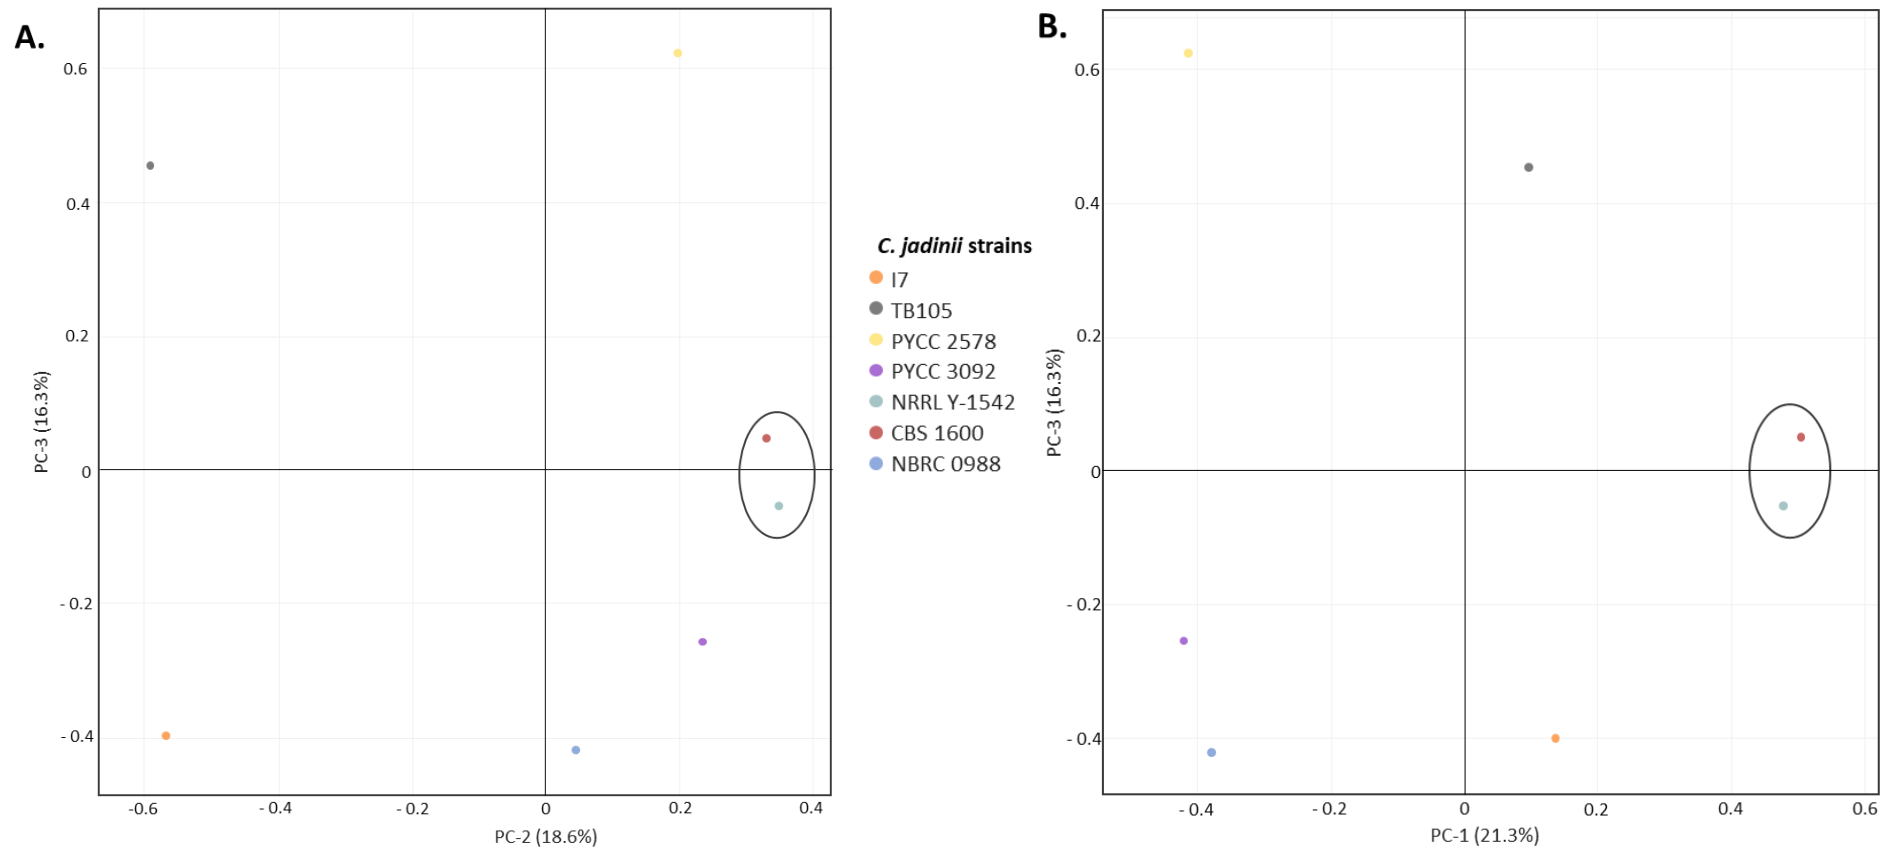 A.
0.6
0.4
0.2
0
- 0.2
- 0.4
PC-3 (16.3%)
-0.6
- 0.4
- 0.2
0
0.2
0.4
PC-2 (18.6%)
C. jadinii strains
I7
TB105
PYCC 2578
PYCC 3092
NRRL Y-1542
CBS 1600
NBRC 0988
B.
0.6
0.4
0.2
0
- 0.2
- 0.4
PC-3 (16.3%)
- 0.4
- 0.2
0
0.2
0.4
0.6
PC-1 (21.3%)